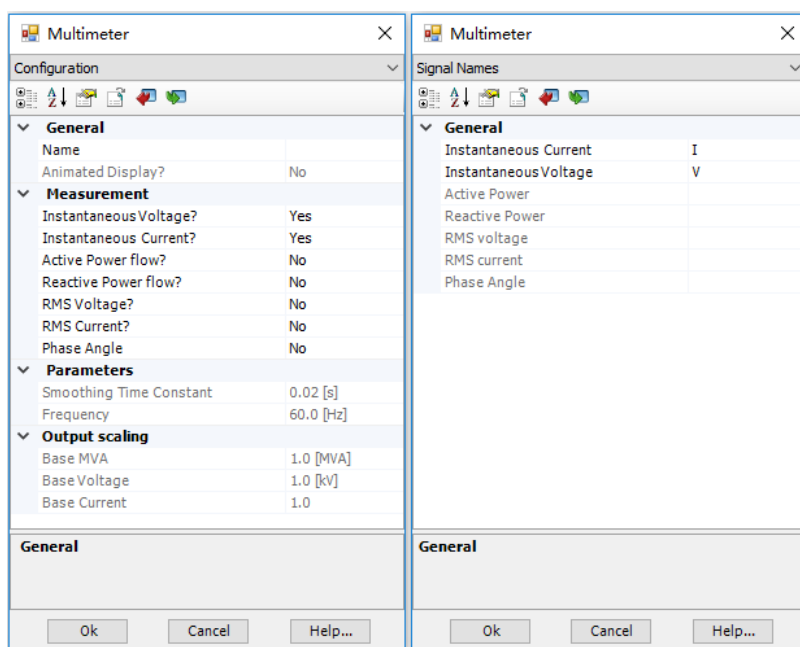 Multimeter
Configuration
General
Name
Animated Display? No
Measurement
Instantaneous Voltage? Yes
Instantaneous Current? Yes
Active Power flow? No
Reactive Power flow? No
RMS Voltage? No
RMS Current? No
Phase Angle No
Parameters
Smoothing Time Constant 0.02 [s]
Frequency 60.0 [Hz]
Output scaling
Base MVA 1.0 [MVA]
Base Voltage 1.0 [kV]
Base Current 1.0
General
Ok Cancel Help...
Multimeter
Signal Names
General
Instantaneous Current I
Instantaneous Voltage V
Active Power
Reactive Power
RMS voltage
RMS current
Phase Angle
General
Ok Cancel Help...